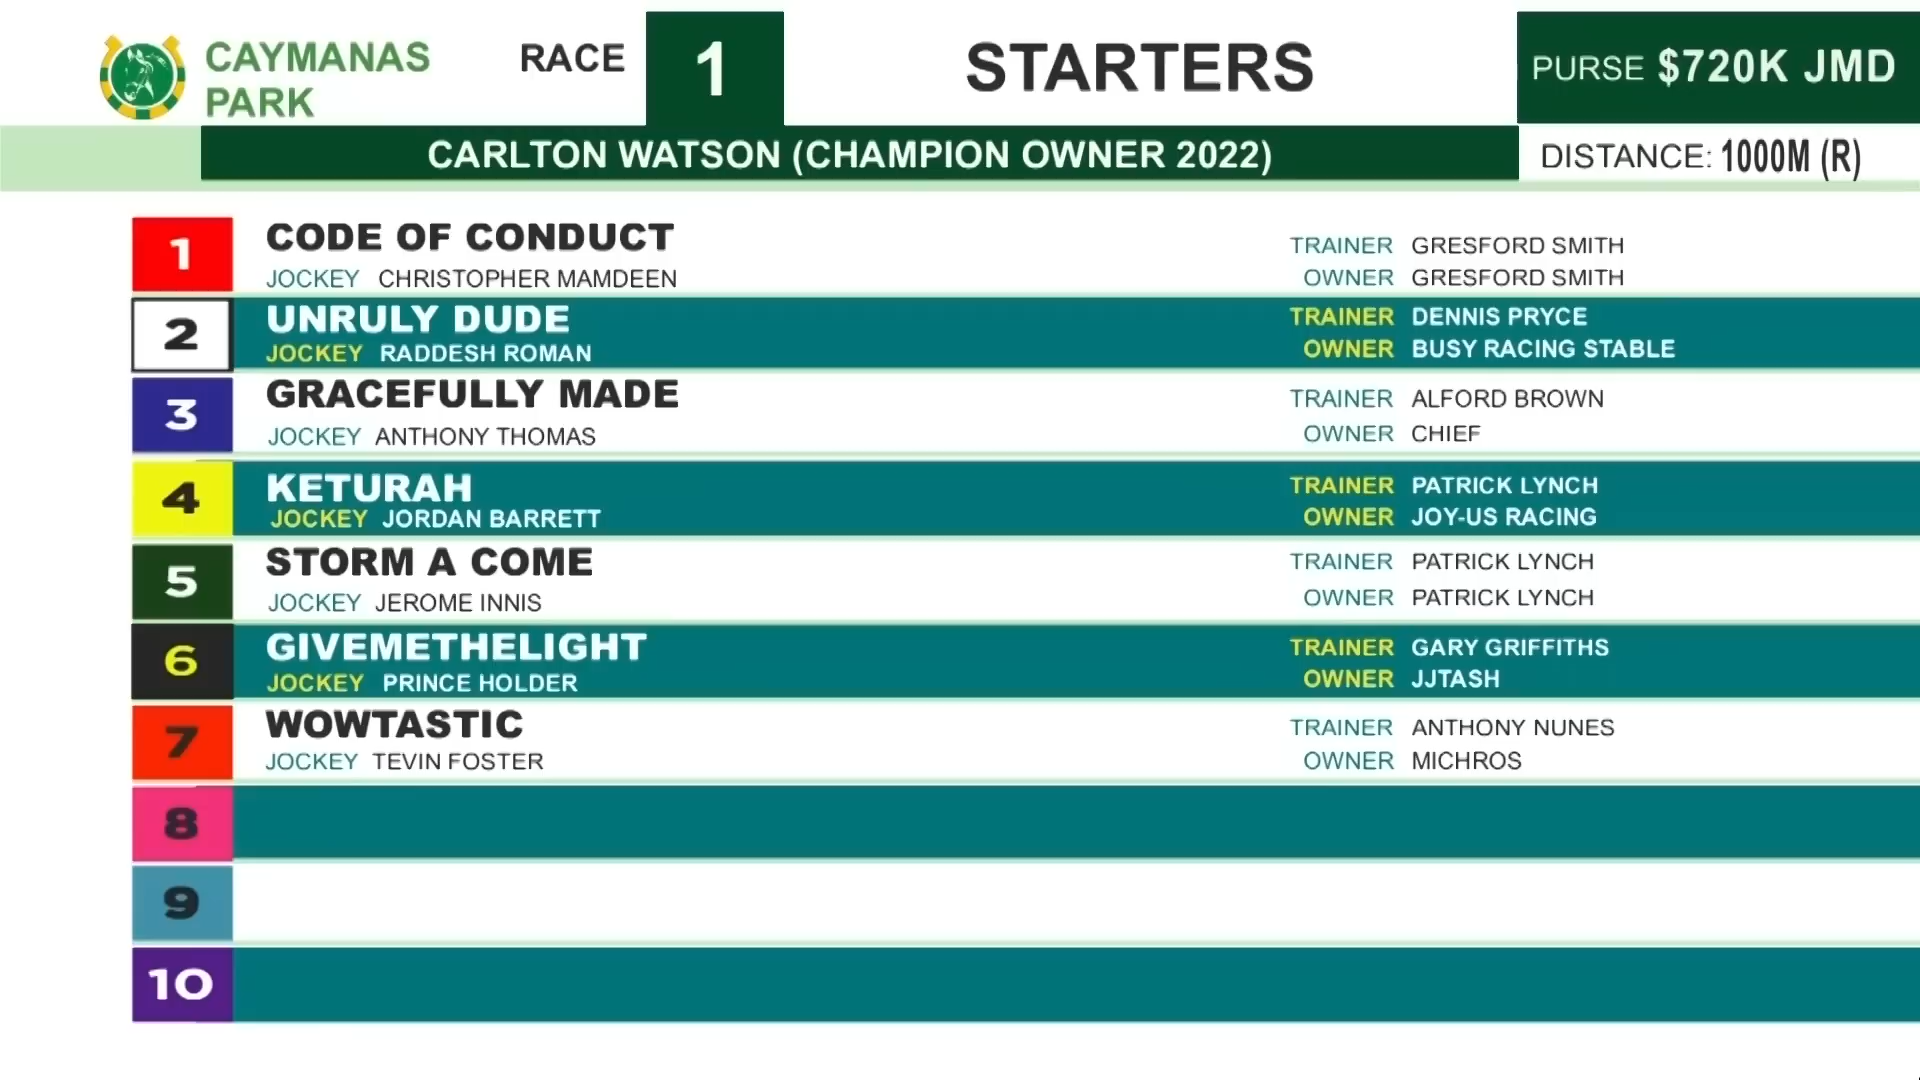 CAYMANAS PARK
RACE 1
STARTERS
PURSE $720K JMD
CARLTON WATSON (CHAMPION OWNER 2022)
DISTANCE: 1000M (R)
1 CODE OF CONDUCT
JOCKEY CHRISTOPHER MAMDEEN
TRAINER GRESFORD SMITH
OWNER GRESFORD SMITH
2 UNRULY DUDE
JOCKEY RADDESH ROMAN
TRAINER DENNIS PRYCE
OWNER BUSY RACING STABLE
3 GRACEFULLY MADE
JOCKEY ANTHONY THOMAS
TRAINER ALFORD BROWN
OWNER CHIEF
4 KETURAH
JOCKEY JORDAN BARRETT
TRAINER PATRICK LYNCH
OWNER JOY-US RACING
5 STORM A COME
JOCKEY JEROME INNIS
TRAINER PATRICK LYNCH
OWNER PATRICK LYNCH
6 GIVEMETHELIGHT
JOCKEY PRINCE HOLDER
TRAINER GARY GRIFFITHS
OWNER JJTASH
7 WOWTASTIC
JOCKEY TEVIN FOSTER
TRAINER ANTHONY NUNES
OWNER MICHROS
8
9
10